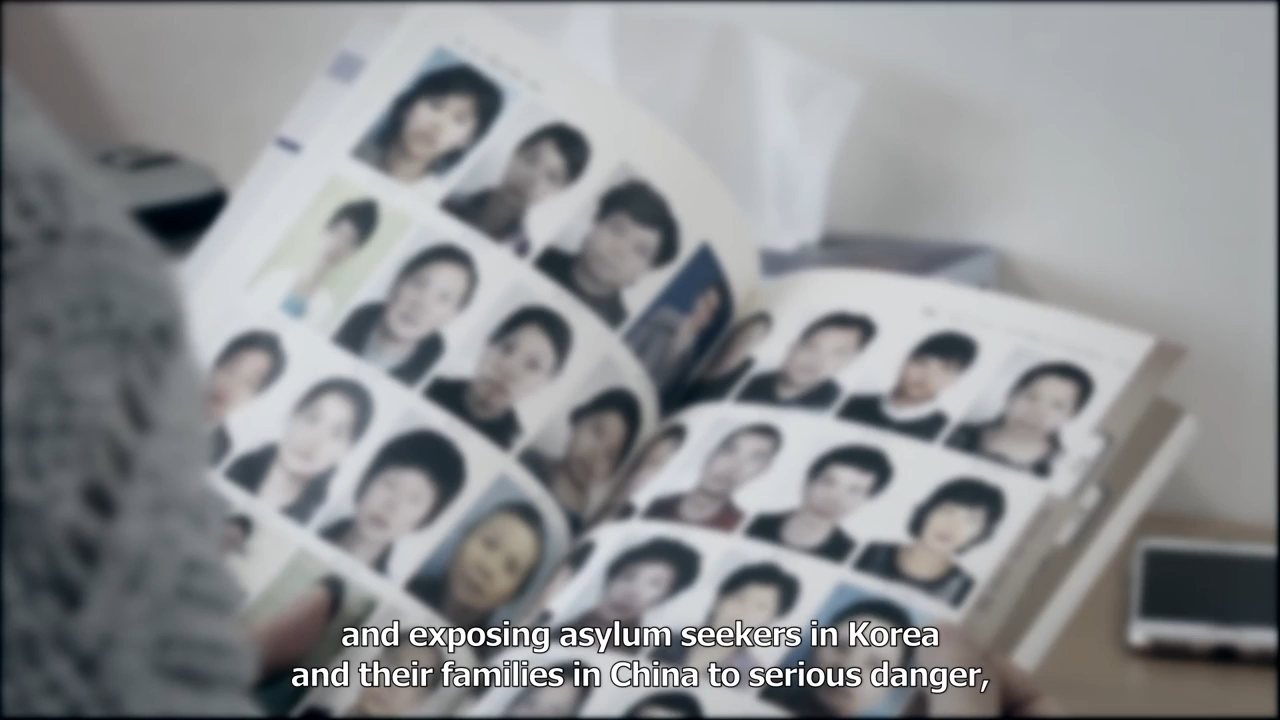 and exposing asylum seekers in Korea
and their families in China to serious danger,